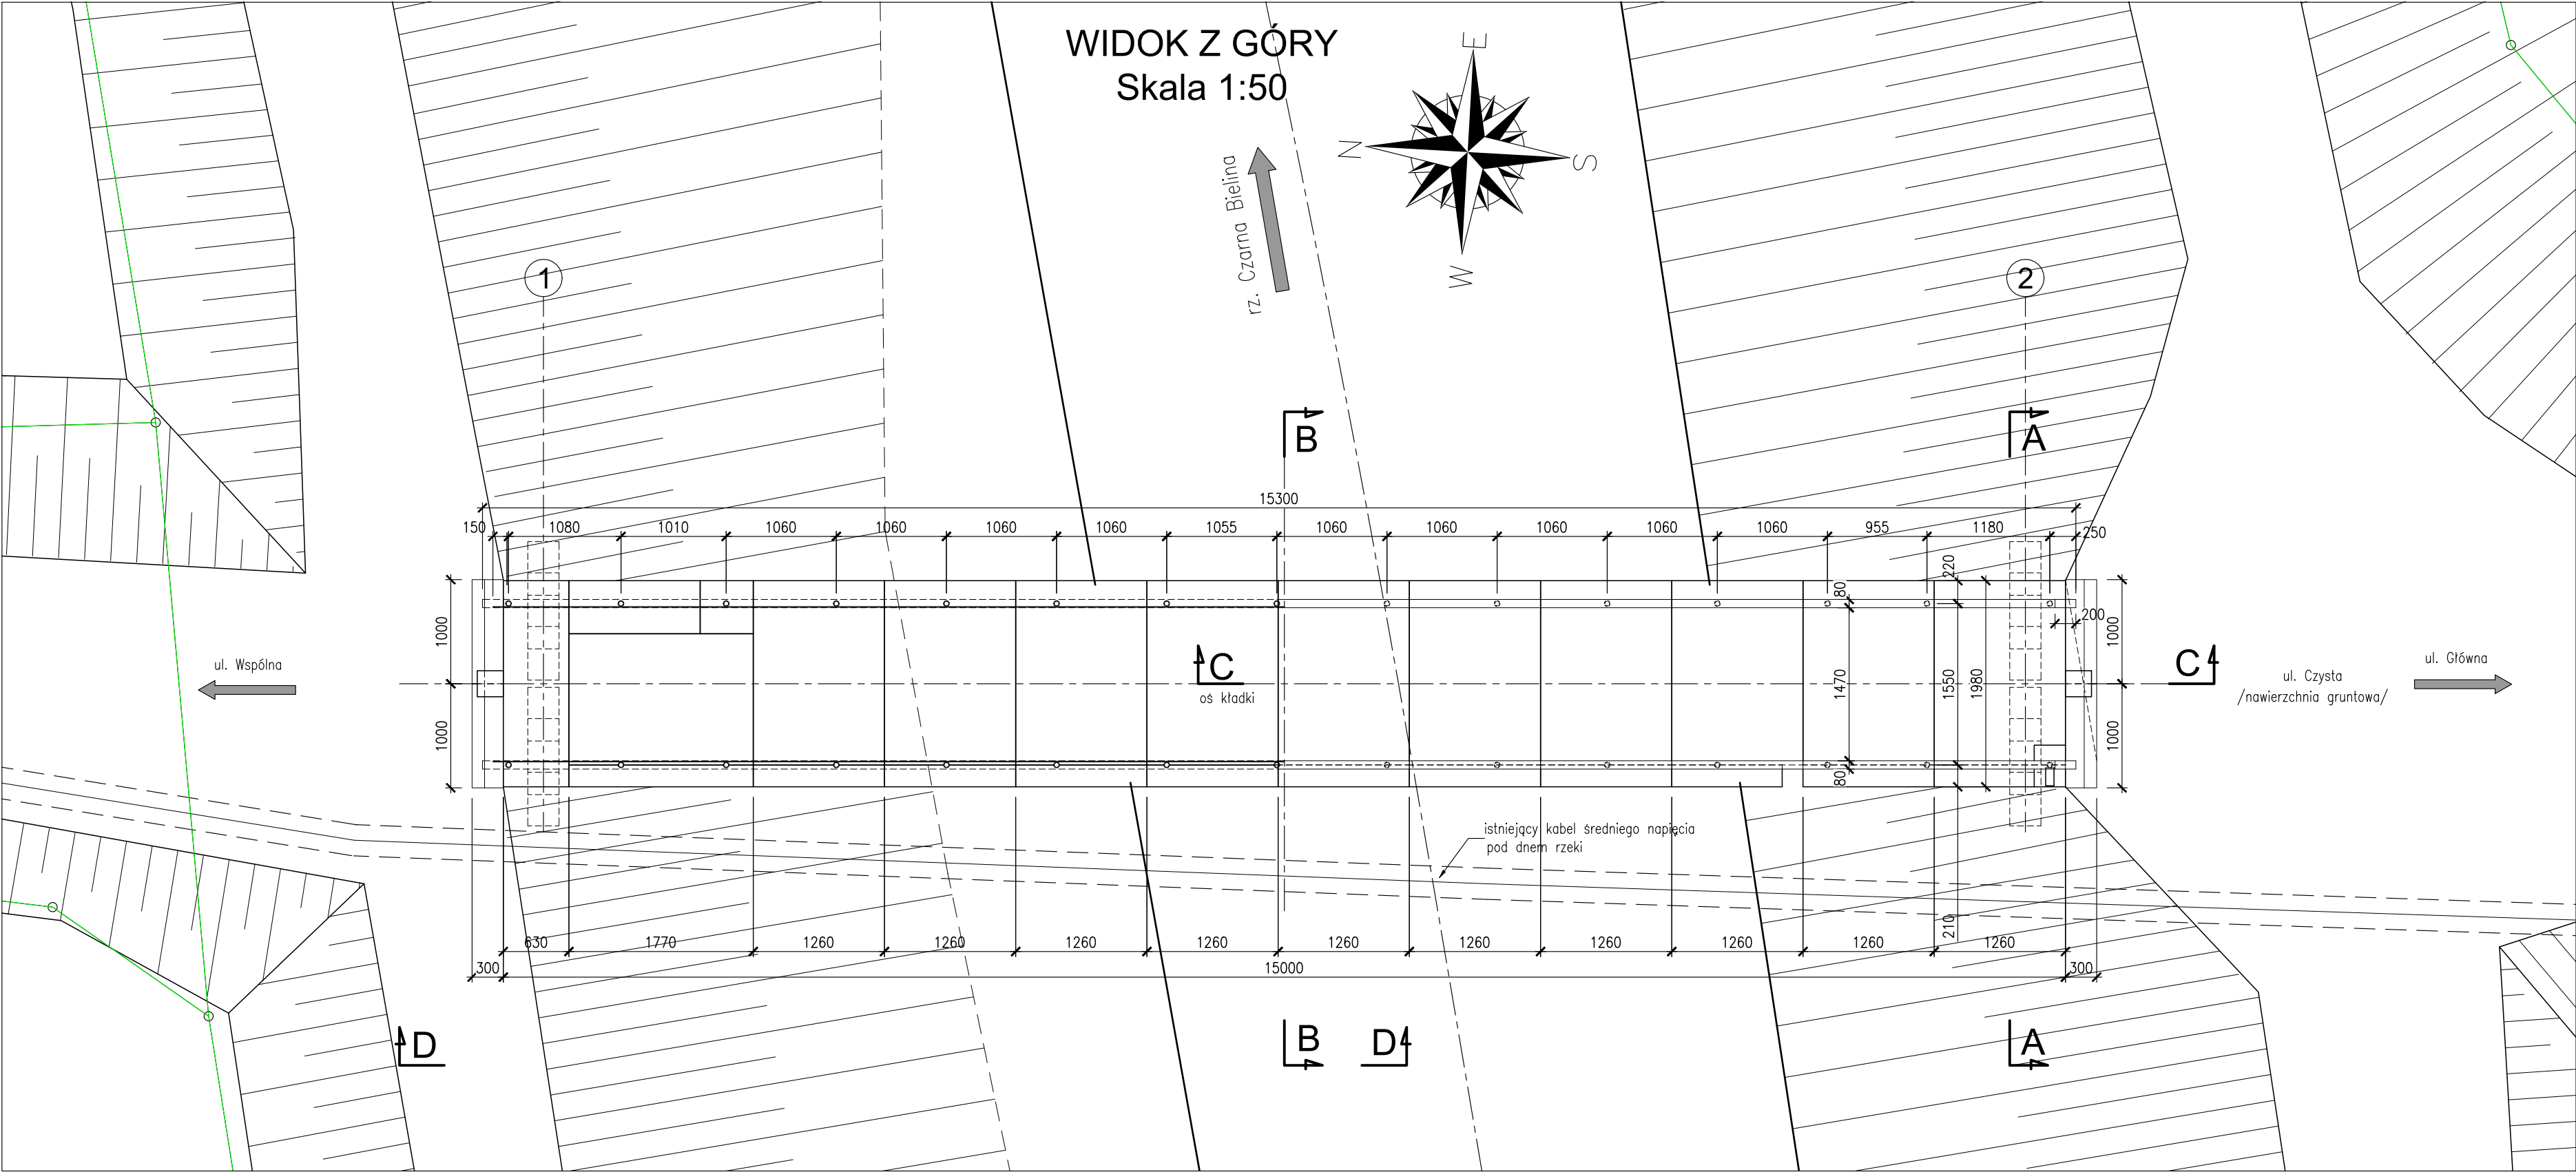 WIDOK Z GÓRY
Skala 1:50
E
N
S
W
rz. Czarna Bielina
1
2
B
A
15300
150
1080
1010
1060
1060
1060
1060
1055
1060
1060
1060
1060
1060
955
1180
250
220
80
200
1000
1000
C
oś kładki
1470
1550
1980
1000
1000
C
ul. Wspólna
ul. Czysta
/nawierzchnia gruntowa/
ul. Główna
80
istniejący kabel średniego napięcia
pod dnem rzeki
210
630
1770
1260
1260
1260
1260
1260
1260
1260
1260
1260
1260
300
15000
300
D
B
D
A